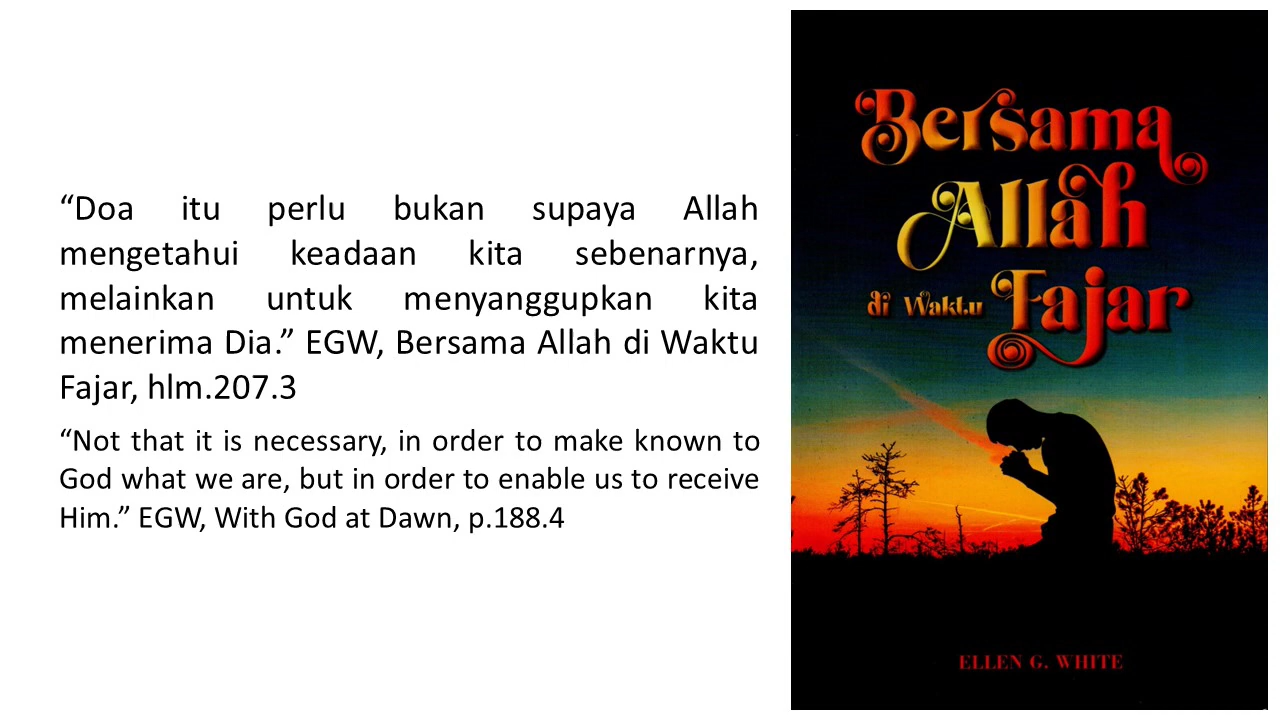 “Doa itu perlu bukan supaya Allah
mengetahui keadaan kita sebenarnya,
melainkan untuk menyanggupkan kita
menerima Dia.” EGW, Bersama Allah di Waktu
Fajar, hlm.207.3
“Not that it is necessary, in order to make known to
God what we are, but in order to enable us to receive
Him.” EGW, With God at Dawn, p.188.4
Bersama
Allah
di Waktu Fajar
ELLEN G. WHITE